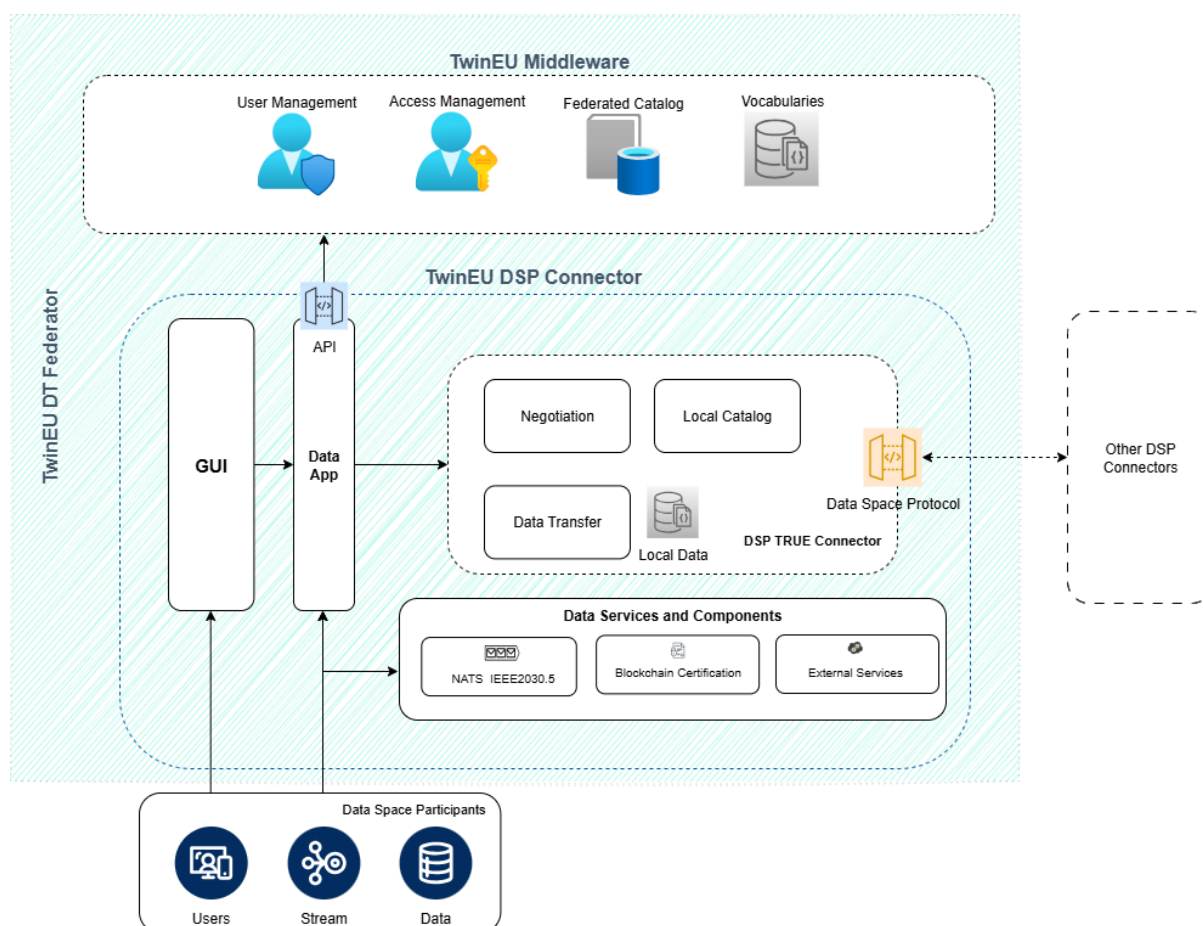 TwinEU Middleware
User Management
Access Management
Federated Catalog
Vocabularies
TwinEU DT Federator
TwinEU DSP Connector
API
GUI
Data
App
Negotiation
Local Catalog
Data Transfer
Local Data
DSP TRUE Connector
Data Space Protocol
Other DSP
Connectors
Data Services and Components
NATS IEEE2030.5
Blockchain Certification
External Services
Data Space Participants
Users
Stream
Data